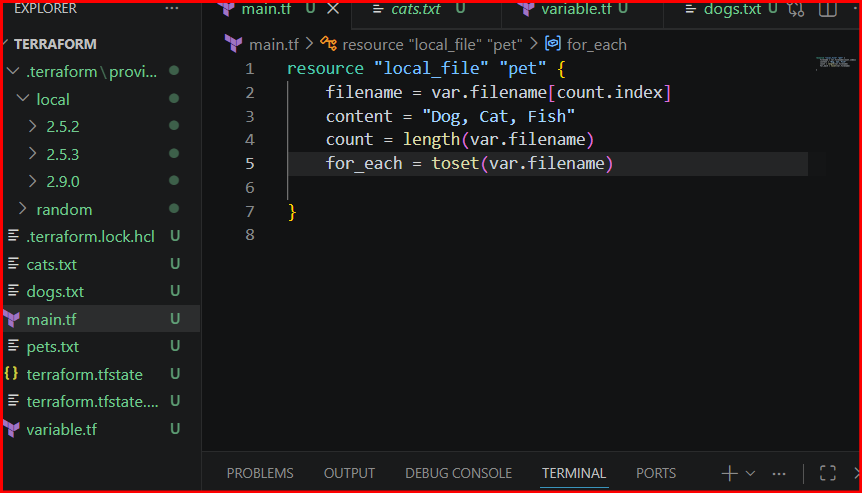 EXPLORER ...
main.tf U
cats.txt U
variable.tf U
dogs.txt U
TERRAFORM
.terraform\provi...
local
2.5.2
2.5.3
2.9.0
random
.terraform.lock.hcl U
cats.txt U
dogs.txt U
main.tf U
pets.txt U
terraform.tfstate U
terraform.tfstate.... U
variable.tf U
main.tf > resource "local_file" "pet" > for_each
1 resource "local_file" "pet" {
2 filename = var.filename[count.index]
3 content = "Dog, Cat, Fish"
4 count = length(var.filename)
5 for_each = toset(var.filename)
6
7 }
8
PROBLEMS OUTPUT DEBUG CONSOLE TERMINAL PORTS